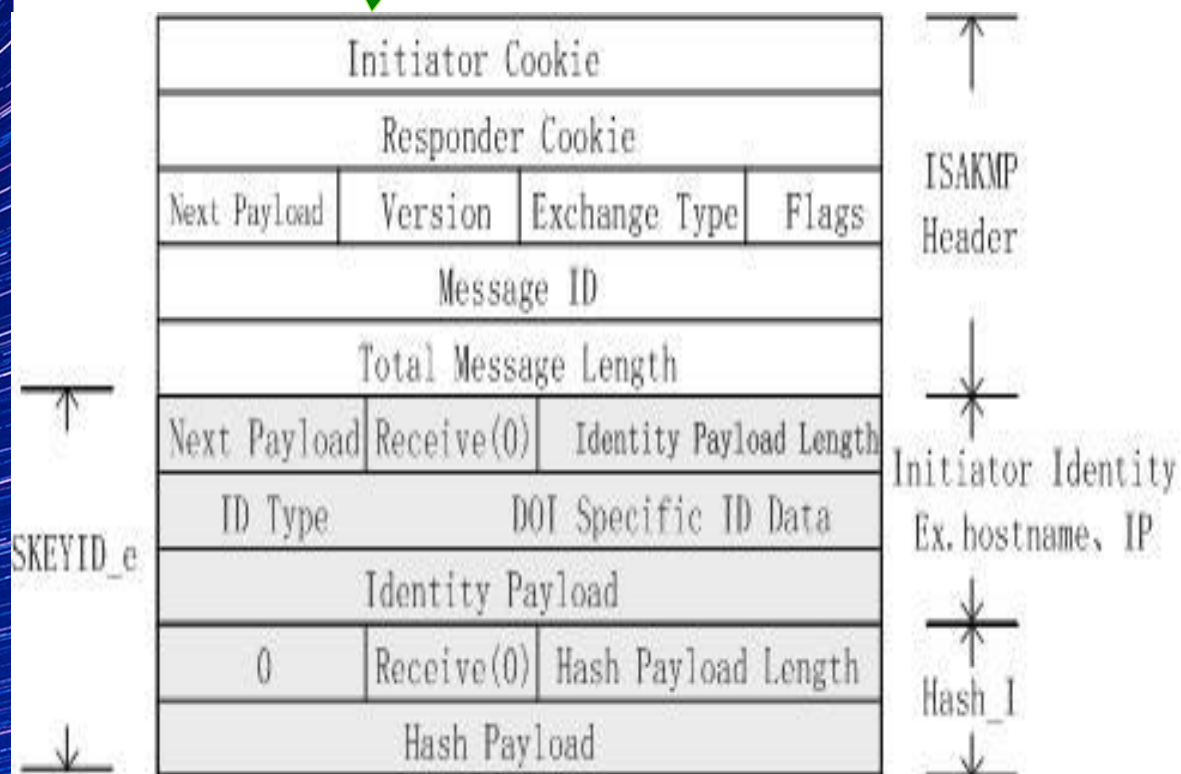 Initiator Cookie
Responder Cookie
Next Payload Version Exchange Type Flags
Message ID
Total Message Length
Next Payload Receive(0) Identity Payload Length
ID Type DOI Specific ID Data
Identity Payload
0 Receive(0) Hash Payload Length
Hash Payload
ISAKMP
Header
Initiator Identity
Ex.hostname、IP
Hash_I
SKEYID_e